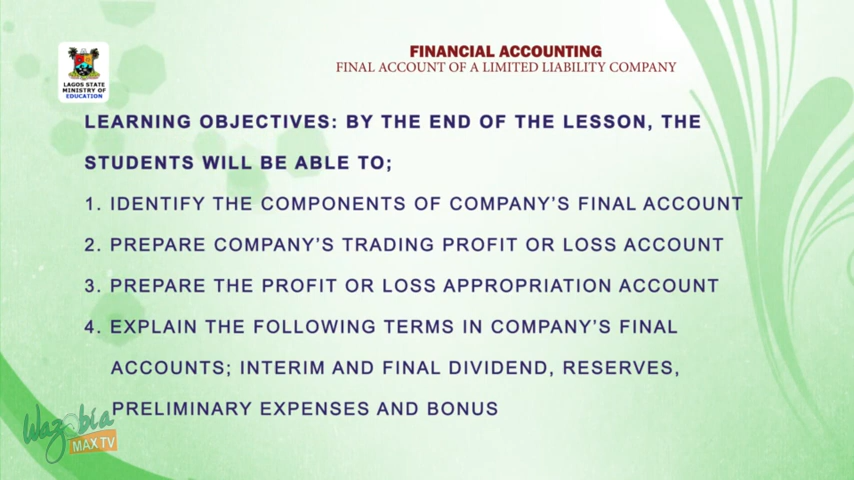 FINANCIAL ACCOUNTING
FINAL ACCOUNT OF A LIMITED LIABILITY COMPANY
LAGOS STATE
MINISTRY OF
EDUCATION
LEARNING OBJECTIVES: BY THE END OF THE LESSON, THE
STUDENTS WILL BE ABLE TO;
1. IDENTIFY THE COMPONENTS OF COMPANY'S FINAL ACCOUNT
2. PREPARE COMPANY'S TRADING PROFIT OR LOSS ACCOUNT
3. PREPARE THE PROFIT OR LOSS APPROPRIATION ACCOUNT
4. EXPLAIN THE FOLLOWING TERMS IN COMPANY'S FINAL
ACCOUNTS; INTERIM AND FINAL DIVIDEND, RESERVES,
PRELIMINARY EXPENSES AND BONUS
Wazobia
MAX TV